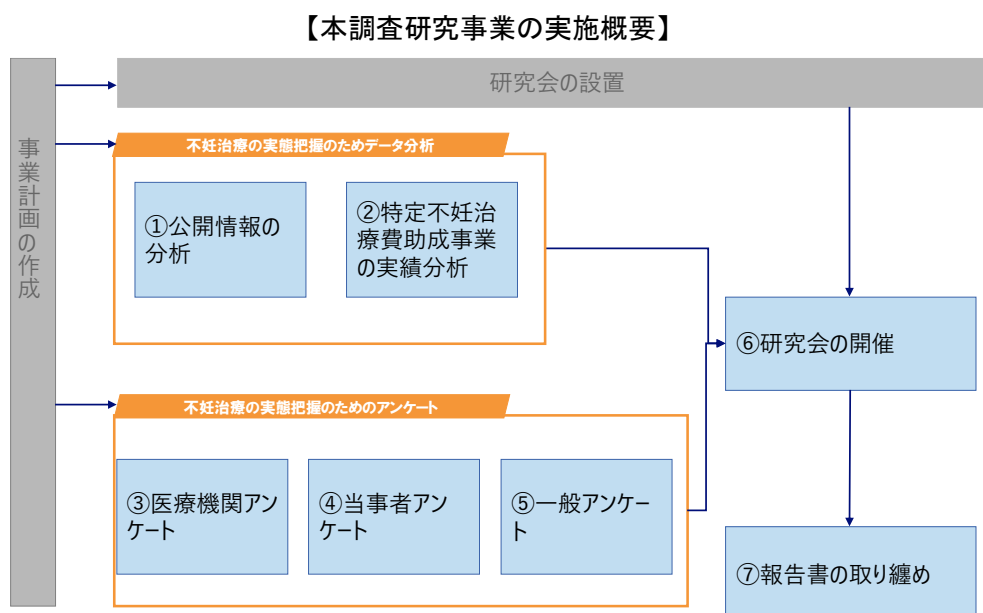 【本調査研究事業の実施概要】
研究会の設置
事業計画の作成
不妊治療の実態把握のためデータ分析
①公開情報の
分析
②特定不妊治
療費助成事業
の実績分析
⑥研究会の開催
不妊治療の実態把握のためのアンケート
③医療機関アン
ケート
④当事者アン
ケート
⑤一般アンケー
ト
⑦報告書の取り纏め